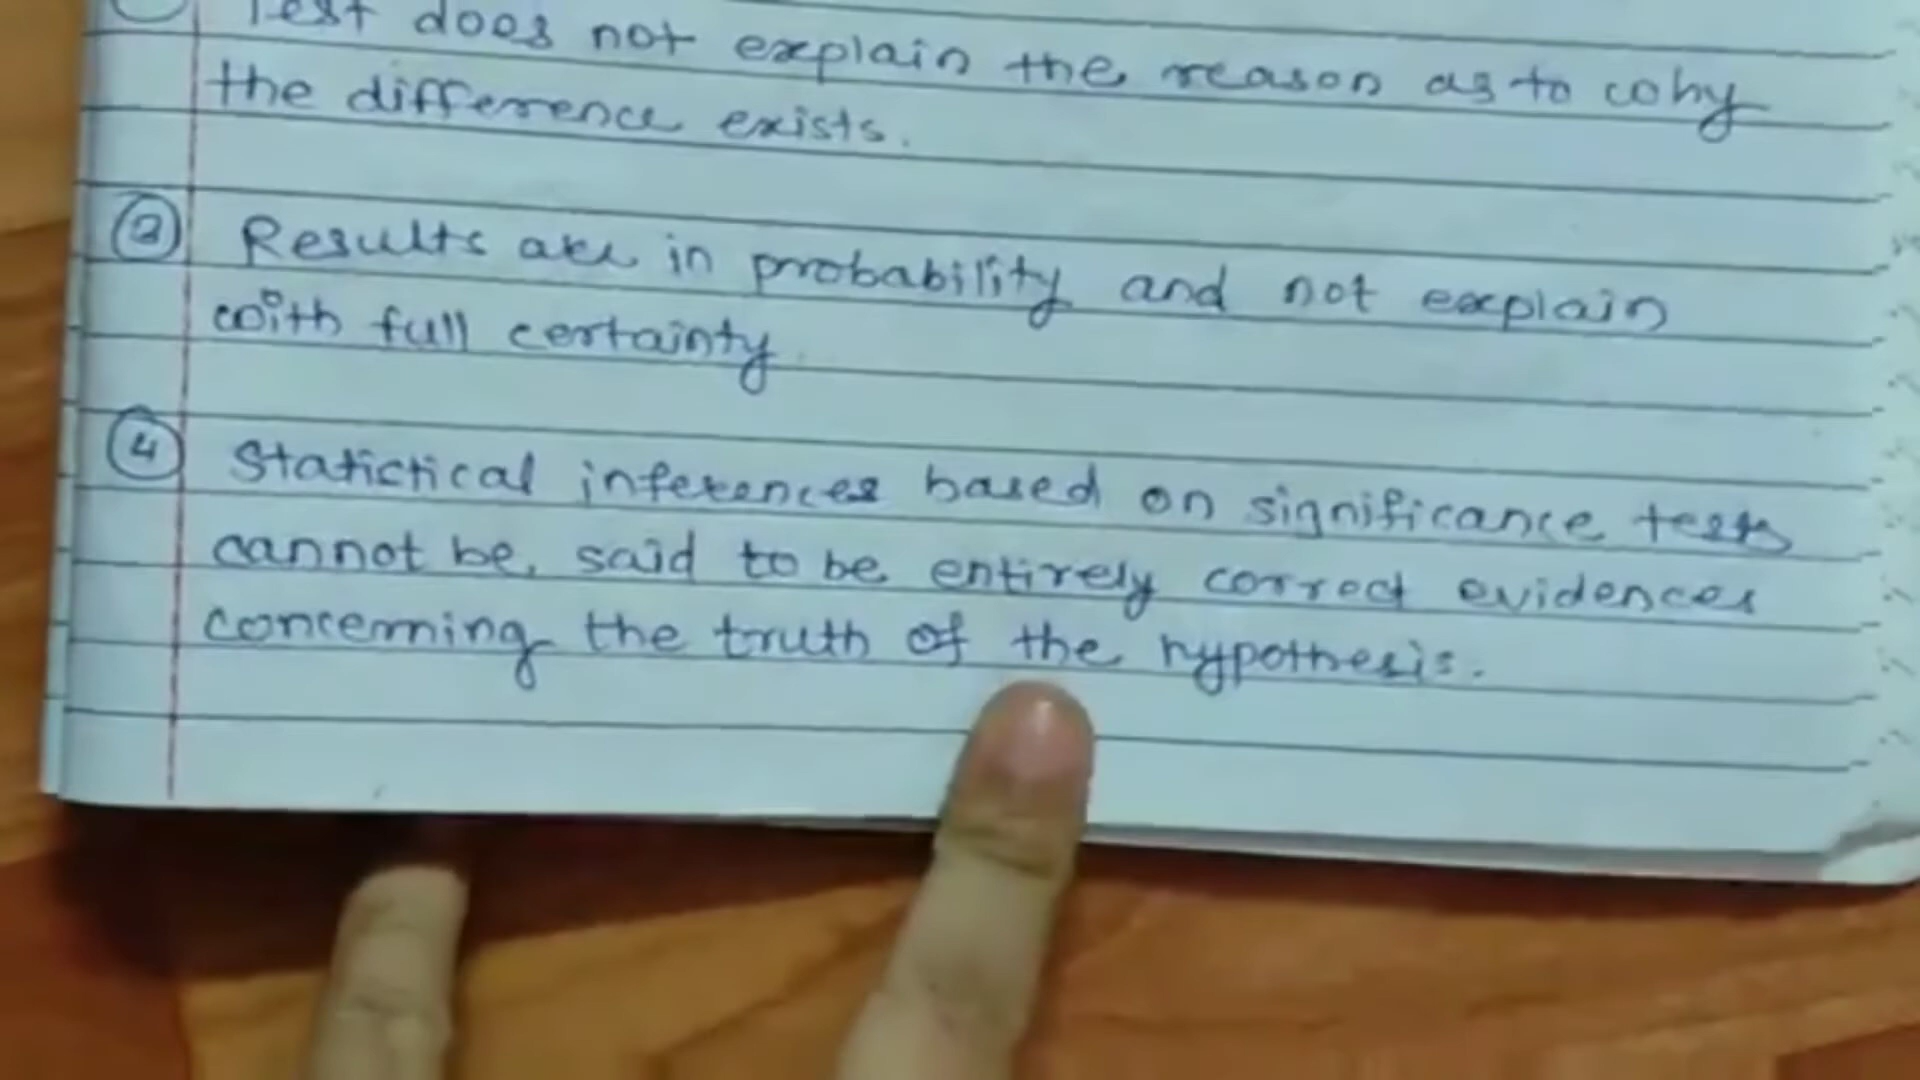 Test does not explain the reason as to why
the difference exists.
③ Results are in probability and not explain
with full certainty.
④ Statictical inferences based on significance tests
cannot be, said to be entirely correct evidences
concerning the truth of the hypothesis.